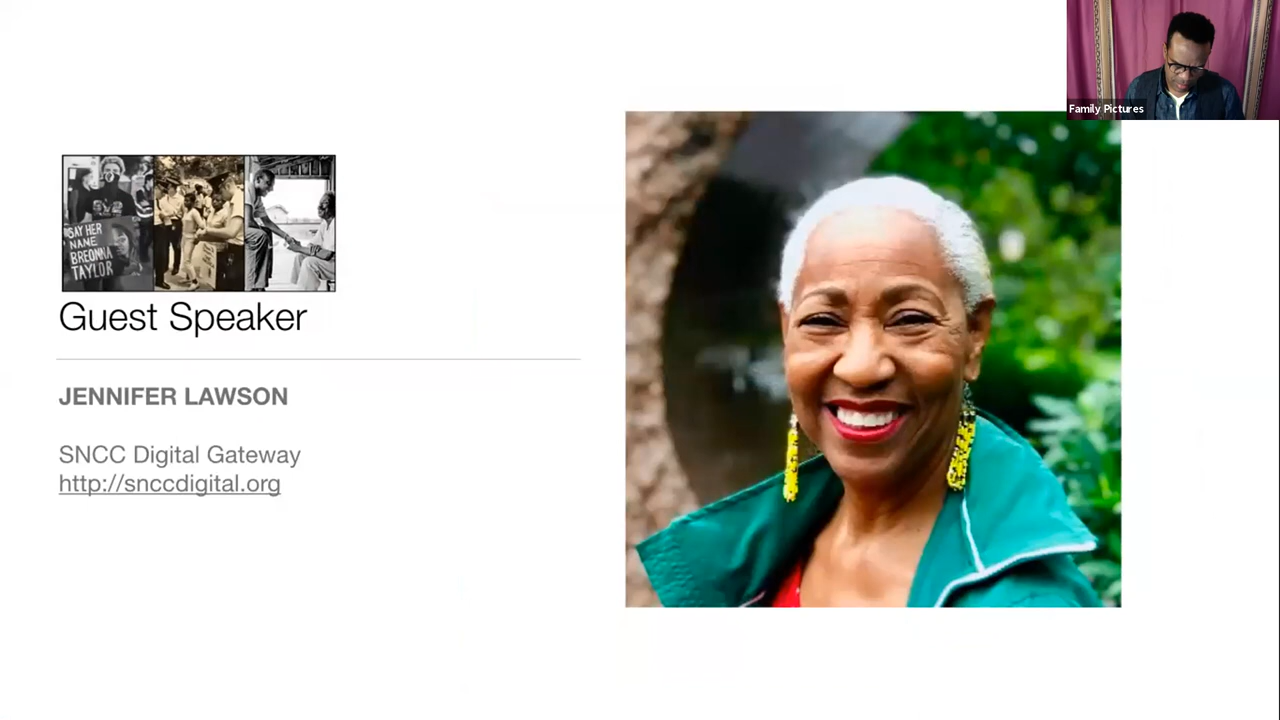 Family Pictures
SAY HER
NAME
BREONNA
TAYLOR
Guest Speaker
JENNIFER LAWSON
SNCC Digital Gateway
http://snccdigital.org